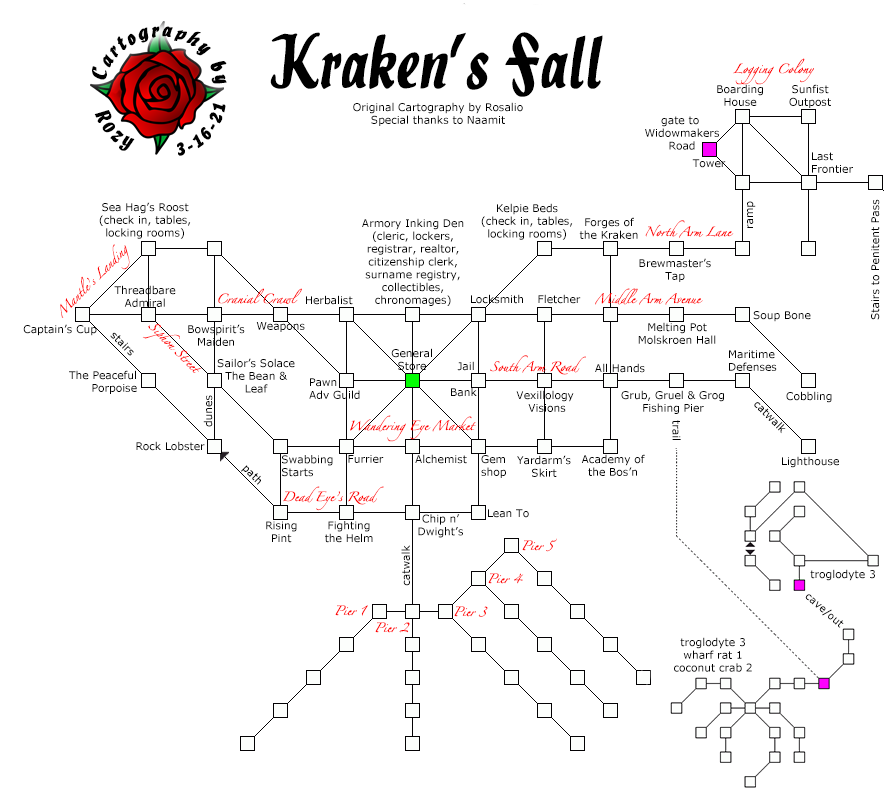 Cartography by
Rozy 3-16-21
Kraken's Fall
Original Cartography by Rosalio
Special thanks to Naamit
Logging Colony
Boarding
House
Sunfist
Outpost
gate to
Widowmakers
Road
Tower
Last
Frontier
ramp
Stairs to Penitent Pass
Sea Hag's Roost
(check in, tables,
locking rooms)
Armory Inking Den
(cleric, lockers,
registrar, realtor,
citizenship clerk,
surname registry,
collectibles,
chronomages)
Kelpie Beds
(check in, tables,
locking rooms)
Forges of
the Kraken
North Arm Lane
Brewmaster's
Tap
Mantle's Landing
Threadbare
Admiral
Cranial Crawl
Herbalist
Locksmith
Fletcher
Middle Arm Avenue
Captain's Cup
stairs
Siphon Street
Bowspirit's
Maiden
Weapons
Melting Pot
Molskroen Hall
Soup Bone
The Peaceful
Porpoise
Sailor's Solace
The Bean &
Leaf
dunes
Pawn
Adv Guild
General
Store
Jail
Bank
South Arm Road
Vexillology
Visions
All Hands
Grub, Gruel & Grog
Fishing Pier
Maritime
Defenses
Cobbling
catwalk
trail
Wandering Eye Market
Rock Lobster
path
Swabbing
Starts
Furrier
Alchemist
Gem
shop
Yardarm's
Skirt
Academy of
the Bos'n
Lighthouse
Dead Eye's Road
Rising
Pint
Fighting
the Helm
Chip n'
Dwight's
Lean To
catwalk
Pier 5
Pier 4
Pier 1
Pier 2
Pier 3
troglodyte 3
cave/out
troglodyte 3
wharf rat 1
coconut crab 2